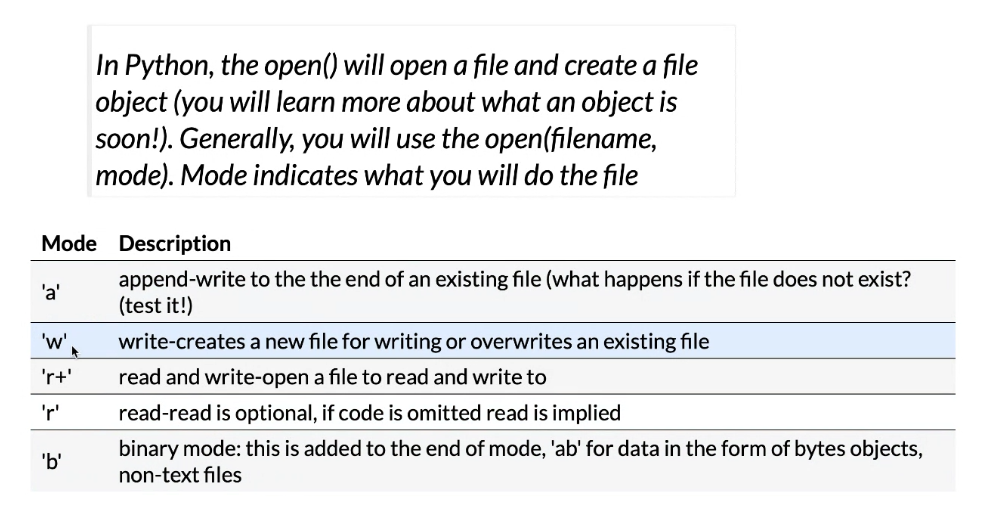 In Python, the open() will open a file and create a file
object (you will learn more about what an object is
soon!). Generally, you will use the open(filename,
mode). Mode indicates what you will do the file
Mode Description
'a' append-write to the the end of an existing file (what happens if the file does not exist?
(test it!)
'w' write-creates a new file for writing or overwrites an existing file
'r+' read and write-open a file to read and write to
'r' read-read is optional, if code is omitted read is implied
'b' binary mode: this is added to the end of mode, 'ab' for data in the form of bytes objects,
non-text files